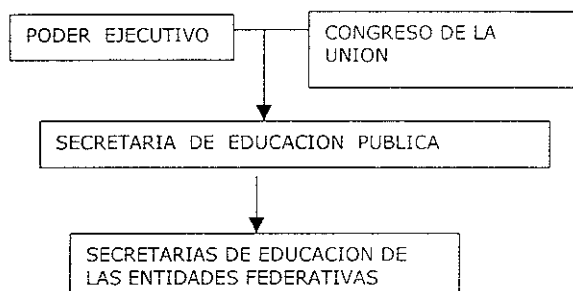 PODER EJECUTIVO
CONGRESO DE LA
UNION
SECRETARIA DE EDUCACION PUBLICA
SECRETARIAS DE EDUCACION DE
LAS ENTIDADES FEDERATIVAS